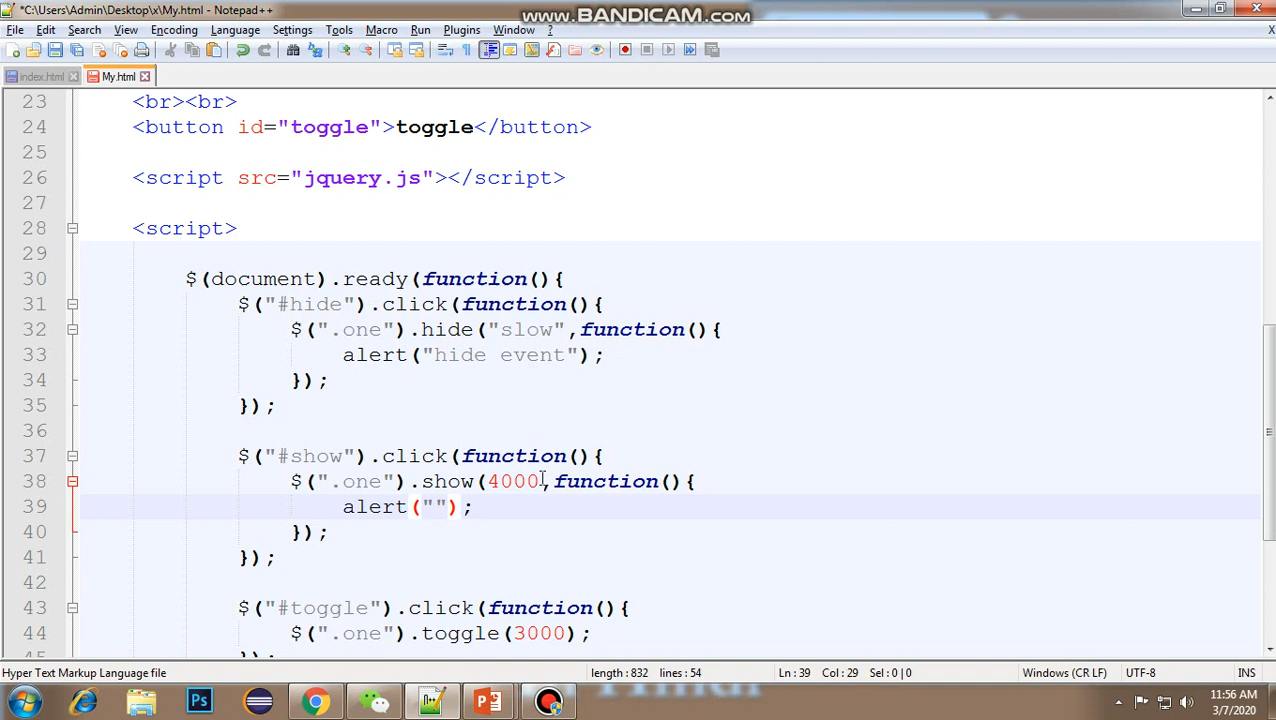 *C:\Users\Admin\Desktop\x\My.html - Notepad++
www.BANDICAM.com
File Edit Search View Encoding Language Settings Tools Macro Run Plugins Window ? X
index.html My.html
23 <br><br>
24 <button id="toggle">toggle</button>
25
26 <script src="jquery.js"></script>
27
28 <script>
29
30 $(document).ready(function(){
31 $("#hide").click(function(){
32 $(".one").hide("slow",function(){
33 alert("hide event");
34 });
35 });
36
37 $("#show").click(function(){
38 $(".one").show(4000,function(){
39 alert("");
40 });
41 });
42
43 $("#toggle").click(function(){
44 $(".one").toggle(3000);
Hyper Text Markup Language file length : 832 lines : 54 Ln : 39 Col : 29 Sel : 0 | 0 Windows (CR LF) UTF-8 INS
Ps
11:56 AM
3/7/2020